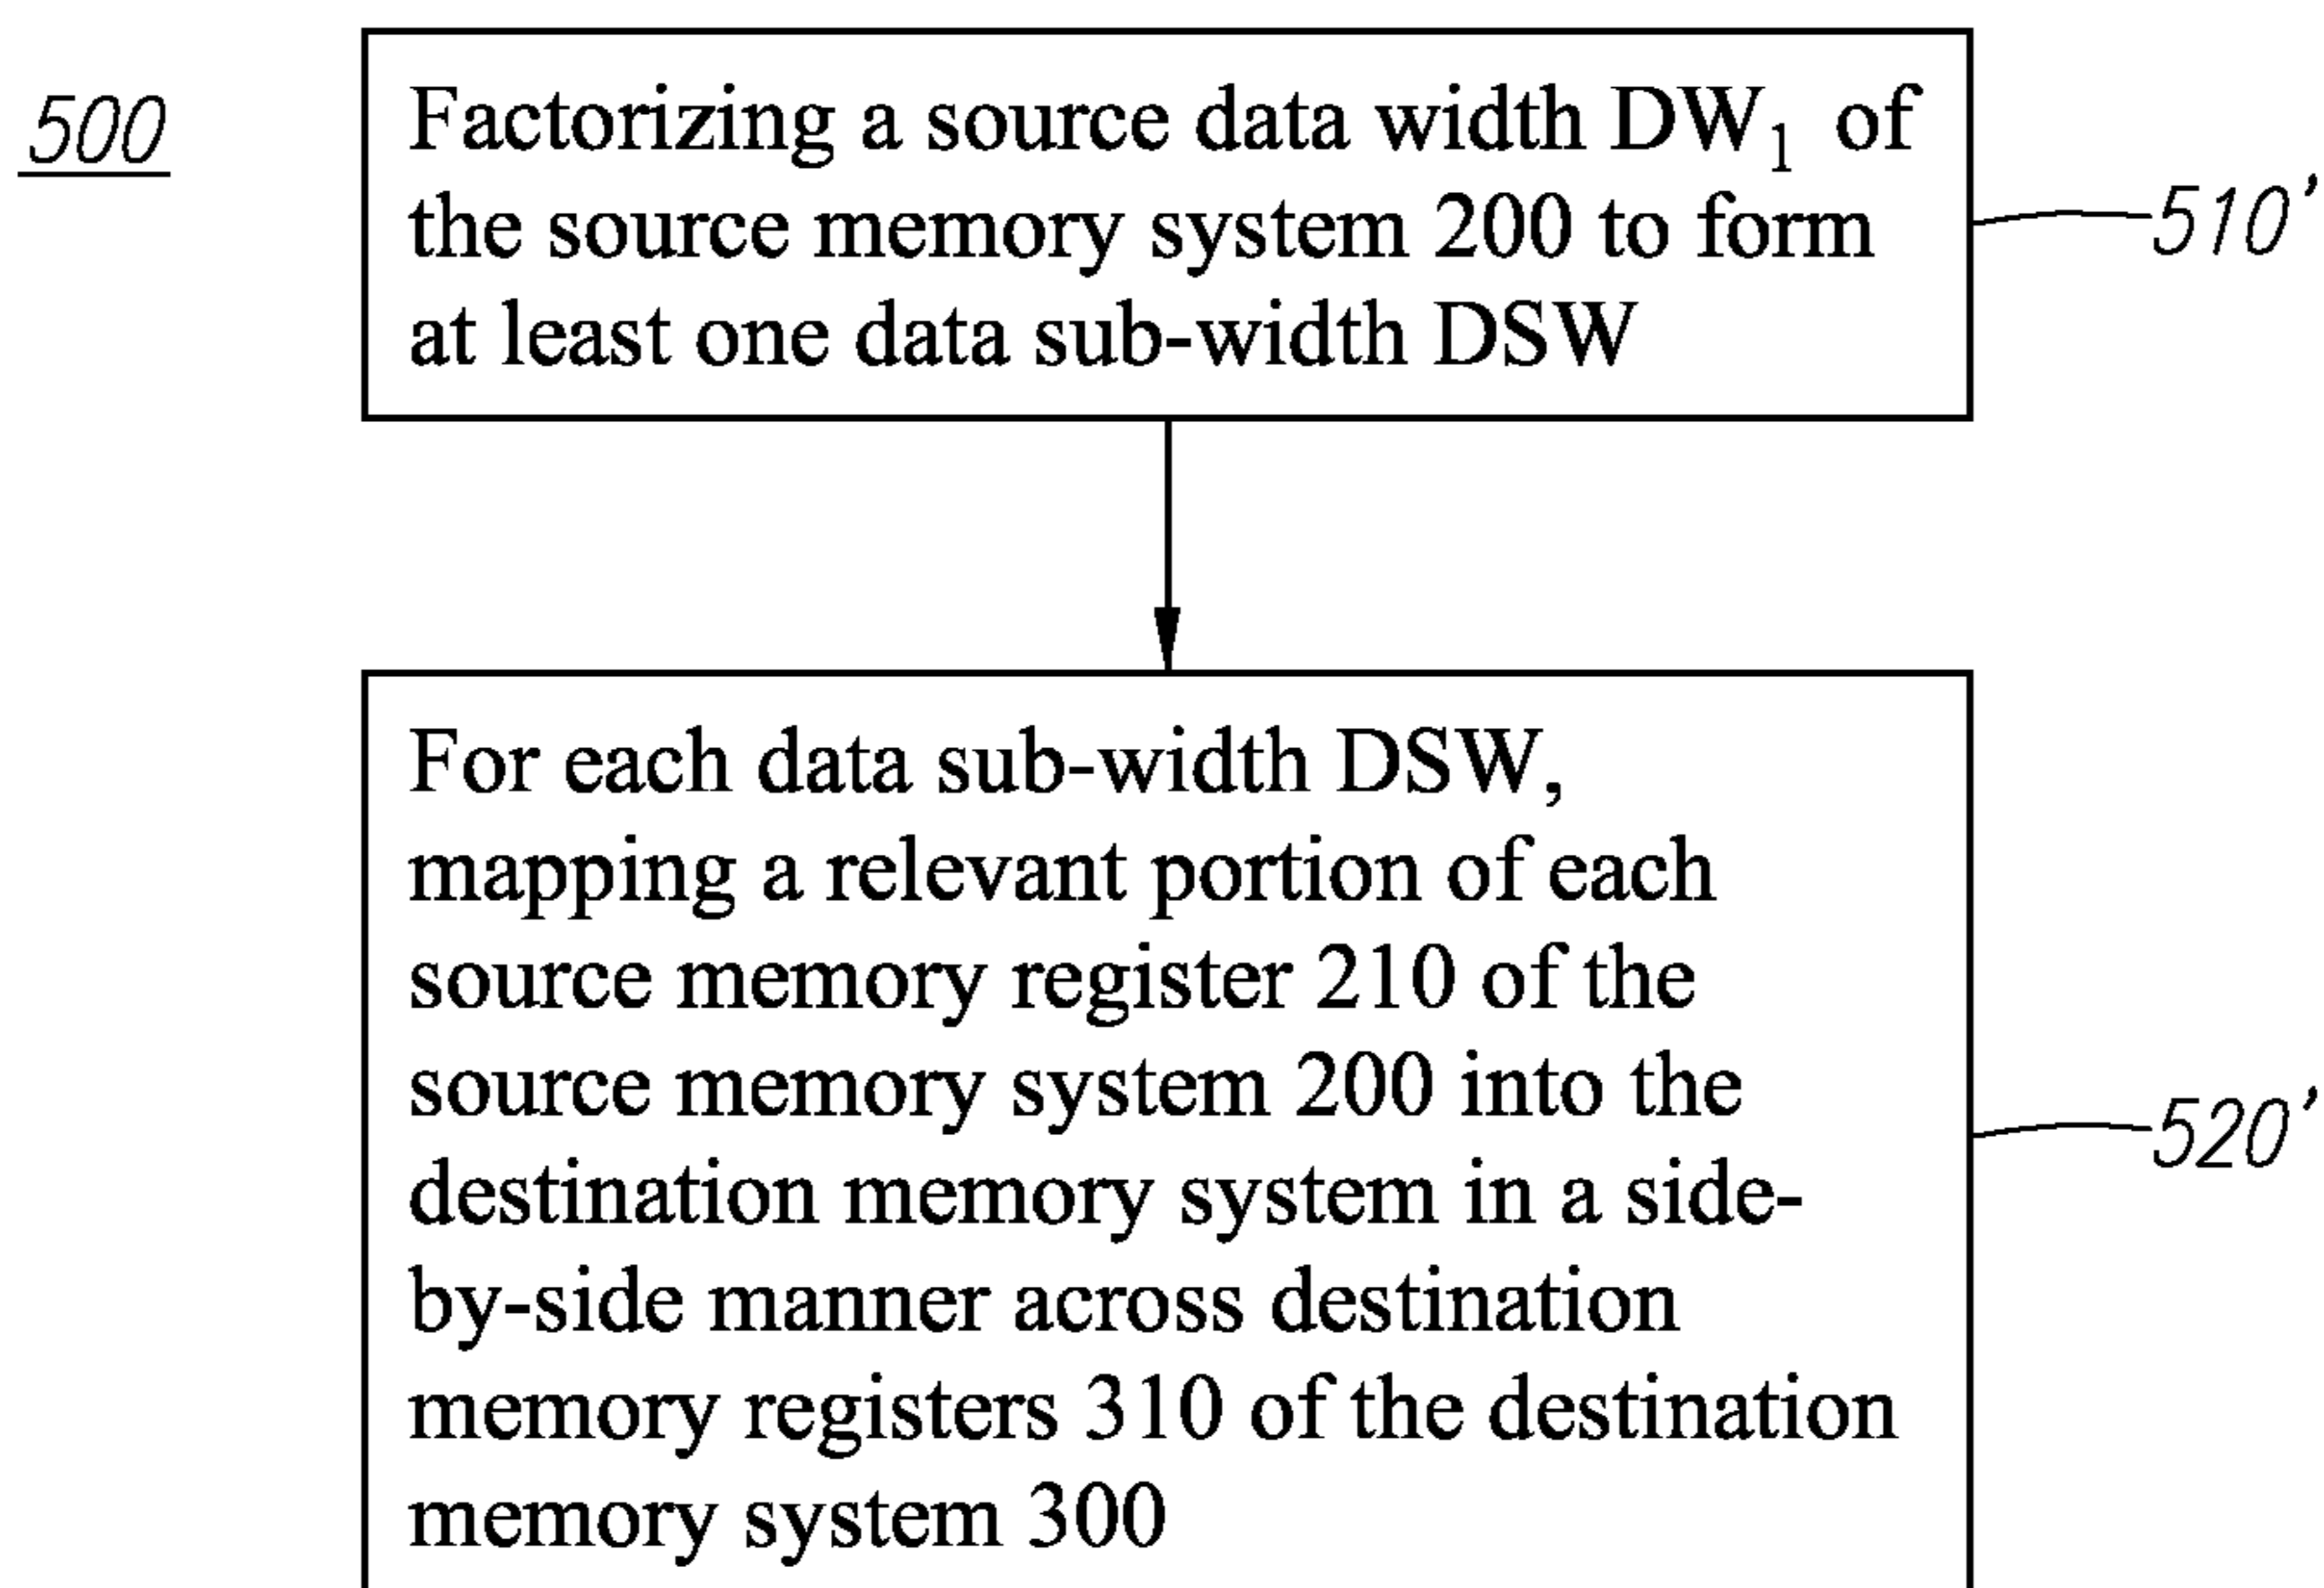 500
Factorizing a source data width DW₁ of
the source memory system 200 to form
at least one data sub-width DSW
510'
For each data sub-width DSW,
mapping a relevant portion of each
source memory register 210 of the
source memory system 200 into the
destination memory system in a side-
by-side manner across destination
memory registers 310 of the destination
memory system 300
520'